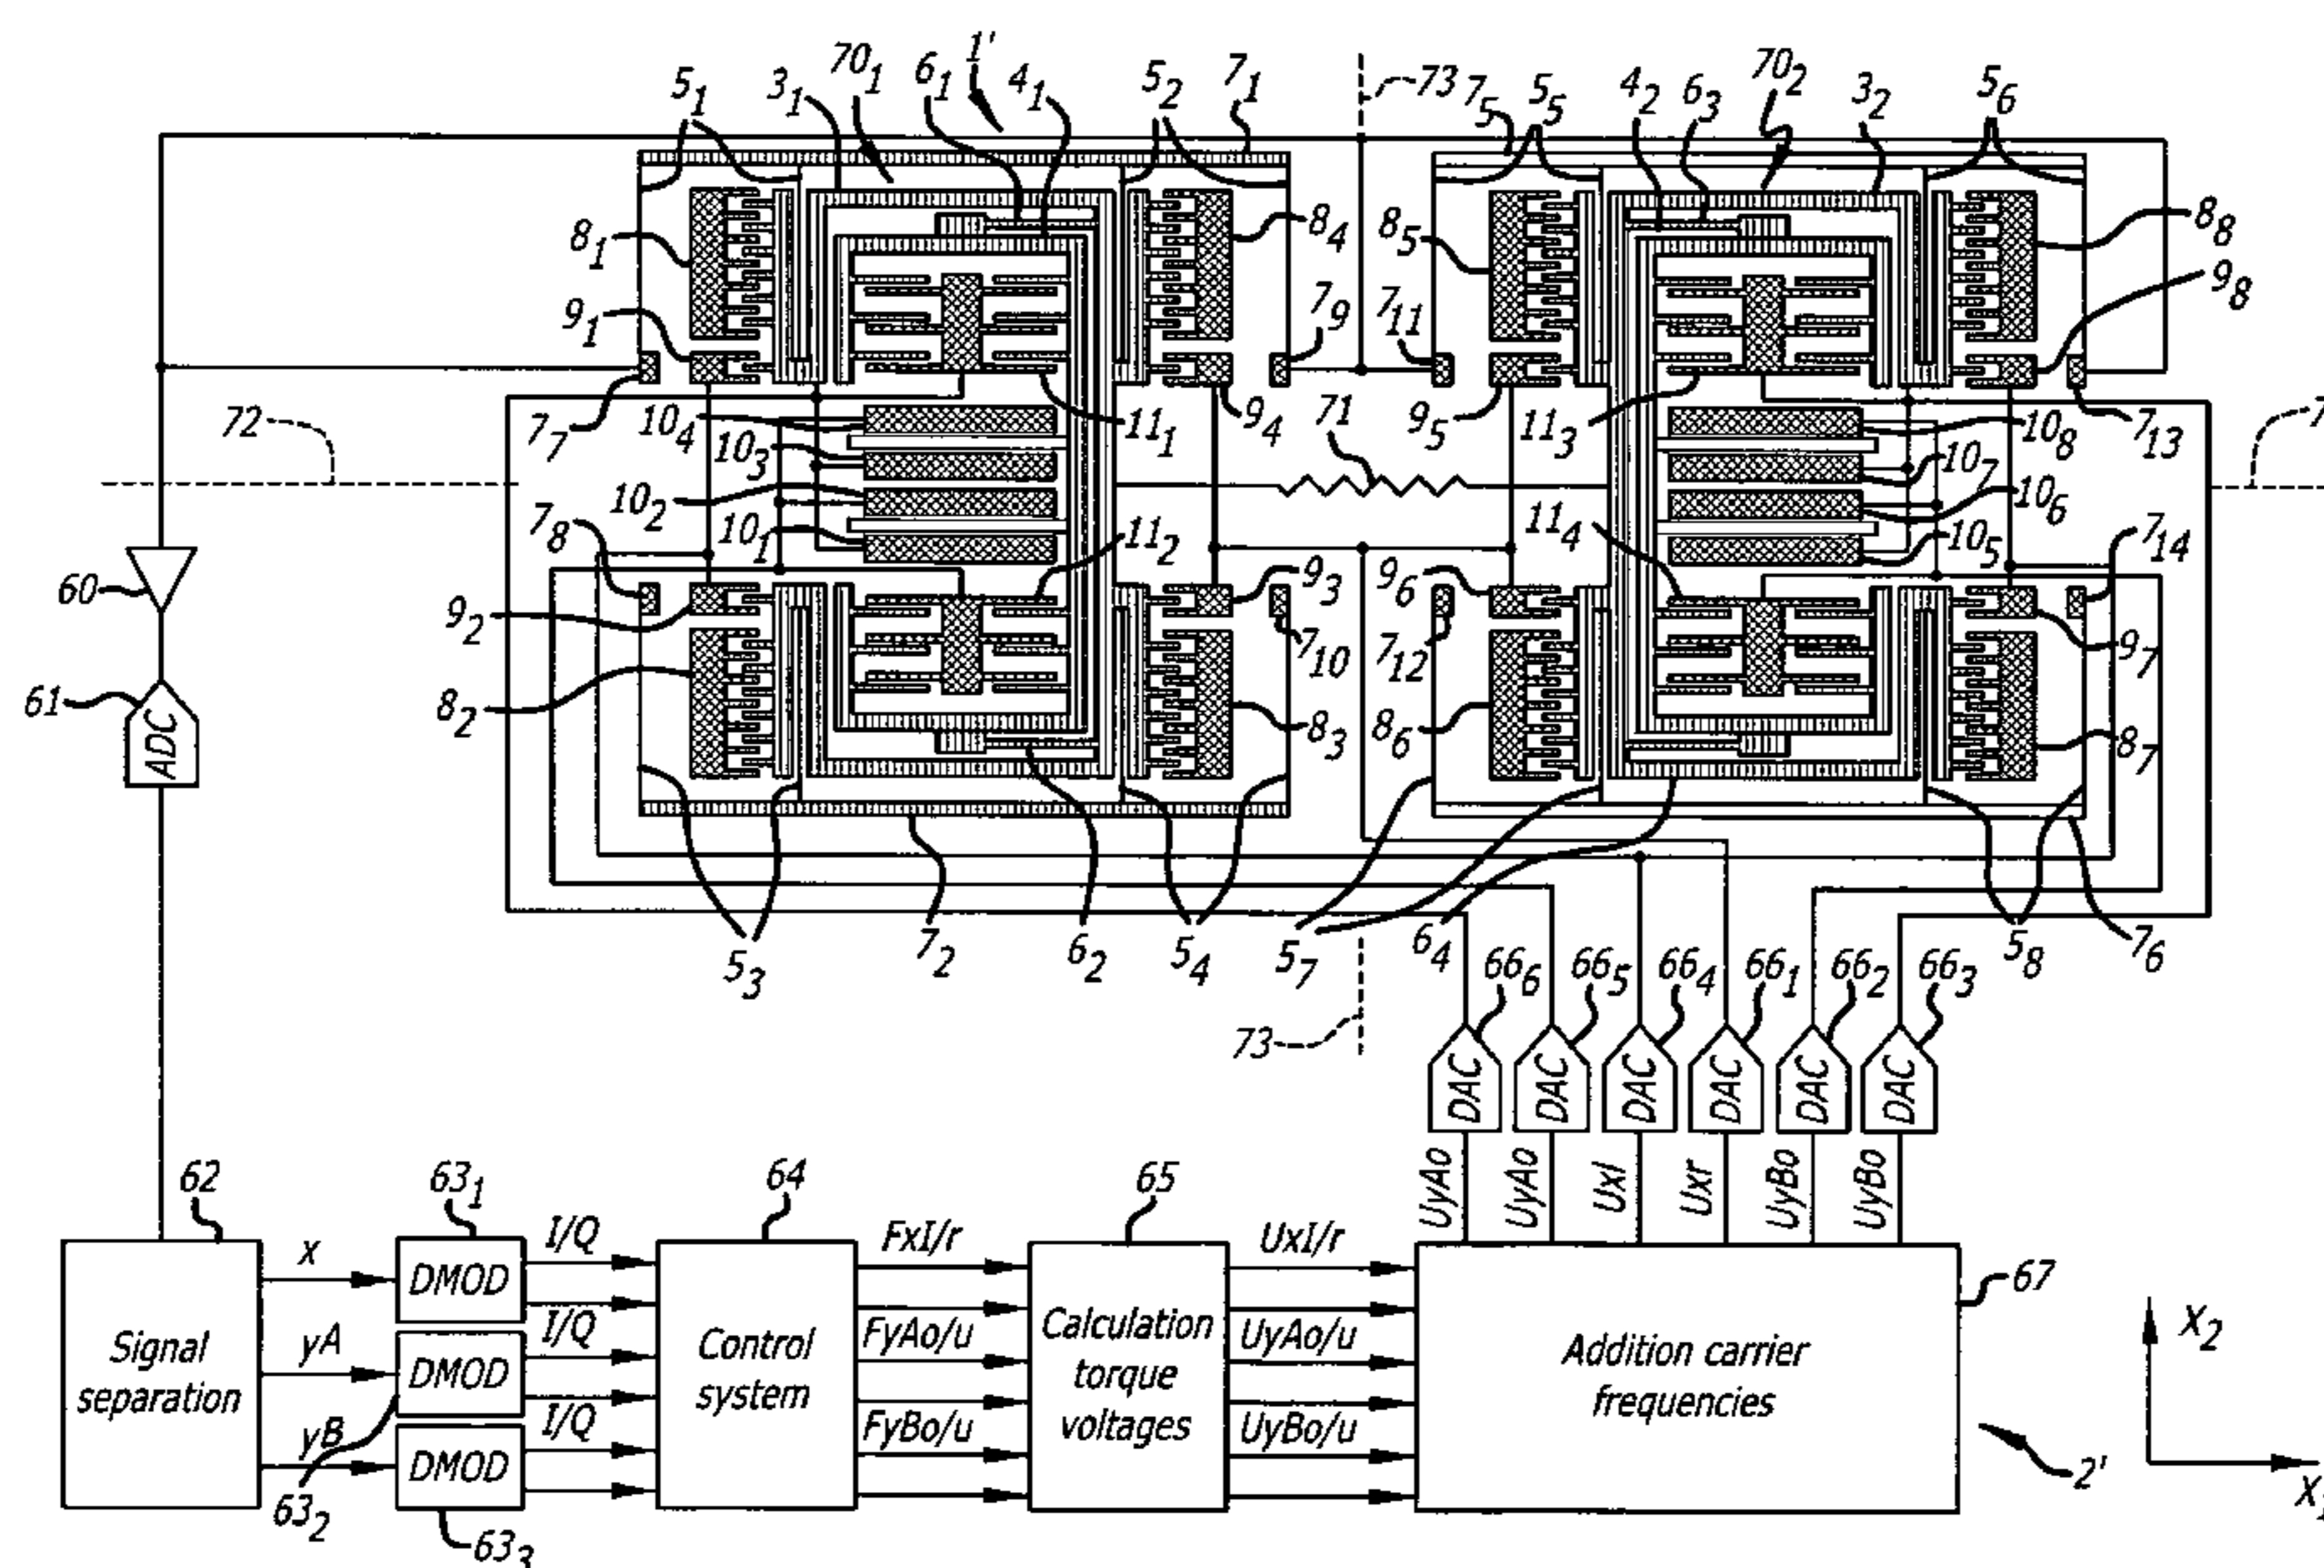 1'
5₁ 70₁ 3₁ 6₁ 4₁ 5₂ 7₁ 73 7₅ 5₅ 4₂ 6₃ 70₂ 3₂ 5₆
8₁ 8₄ 8₅ 8₈
9₁ 7₉ 7₁₁ 9₈
72 7₇ 10₄ 11₁ 9₄ 9₅ 11₃ 10₈ 7₁₃
10₃ 71 10₇
10₂ 10₆
7₈ 10₁ 11₂ 11₄ 10₅ 7₁₄
60 9₂ 9₃ 9₆ 9₇
61 ADC 8₂ 7₁₀ 7₁₂
8₃ 8₆ 8₇
5₃ 7₂ 6₂ 5₄ 5₇ 6₄ 5₈ 7₆
73 66₆ 66₅ 66₄ 66₁ 66₂ 66₃
DAC DAC DAC DAC DAC DAC
UyAo UyAo Uxl Uxr UyBo UyBo
62 63₁ 64 65 67
x DMOD I/Q FxI/r UxI/r
yA DMOD I/Q FyAo/u UyAo/u
yB DMOD I/Q FyBo/u UyBo/u
Signal
separation
Control
system
Calculation
torque
voltages
Addition carrier
frequencies
63₂ 63₃
2'
X₂
X₁